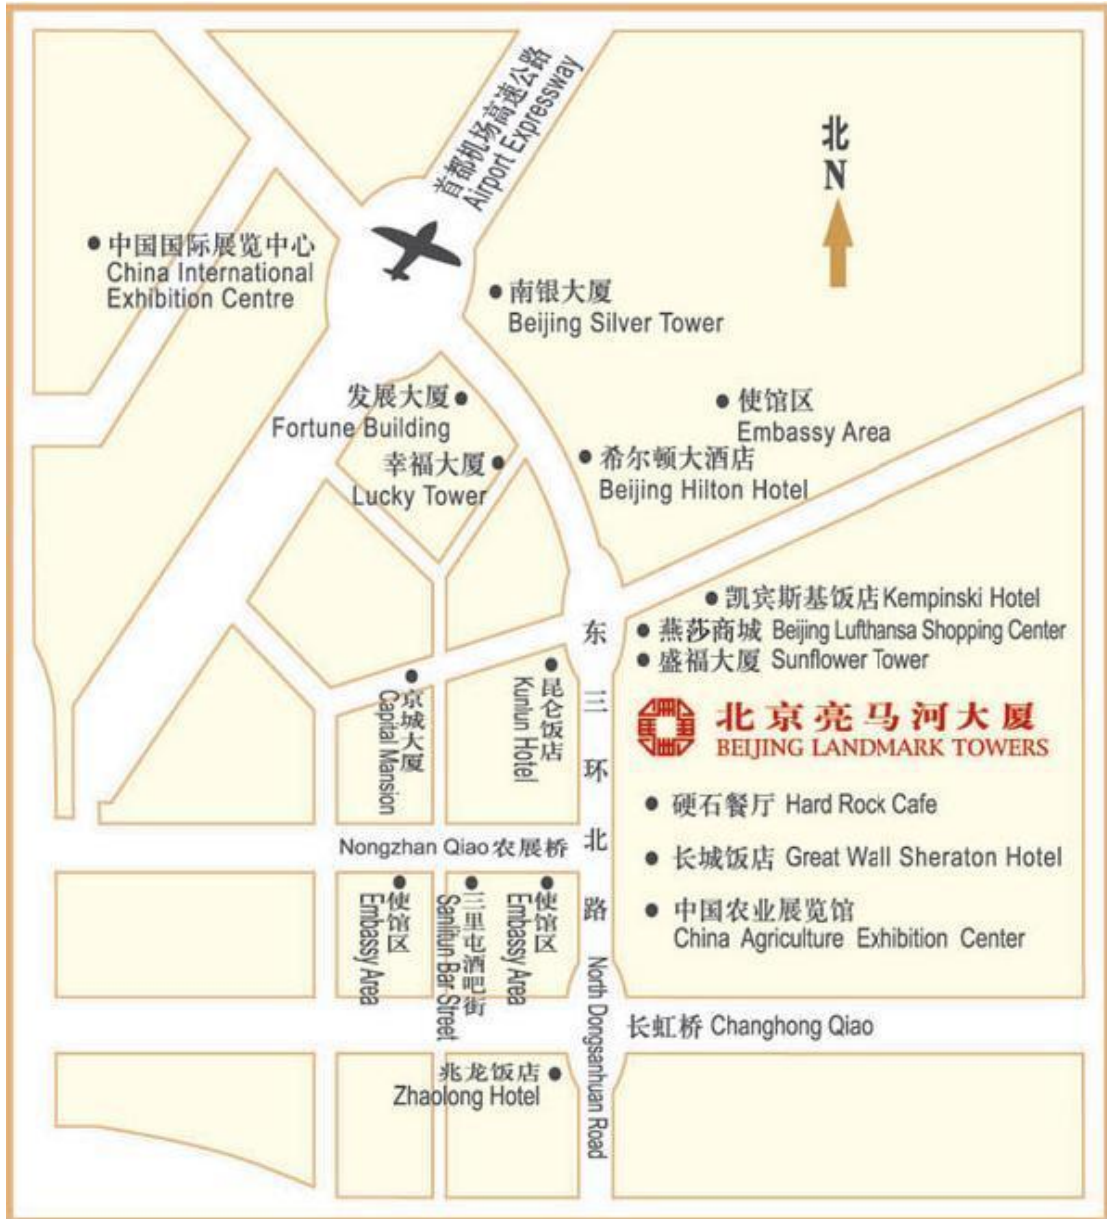 首都机场高速公路
Airport Expressway
北
N
中国国际展览中心
China International
Exhibition Centre
南银大厦
Beijing Silver Tower
发展大厦
Fortune Building
使馆区
Embassy Area
幸福大厦
Lucky Tower
希尔顿大酒店
Beijing Hilton Hotel
凯宾斯基饭店 Kempinski Hotel
燕莎商城 Beijing Lufthansa Shopping Center
盛福大厦 Sunflower Tower
京城大厦
Capital Mansion
昆仑饭店
Kunlun Hotel
东三环北路
North Dongsanhuan Road
北京亮马河大厦
BEIJING LANDMARK TOWERS
硬石餐厅 Hard Rock Cafe
Nongzhan Qiao 农展桥
长城饭店 Great Wall Sheraton Hotel
使馆区
Embassy Area
三里屯酒吧街
Sanlitun Bar Street
使馆区
Embassy Area
中国农业展览馆
China Agriculture Exhibition Center
长虹桥 Changhong Qiao
兆龙饭店
Zhaolong Hotel